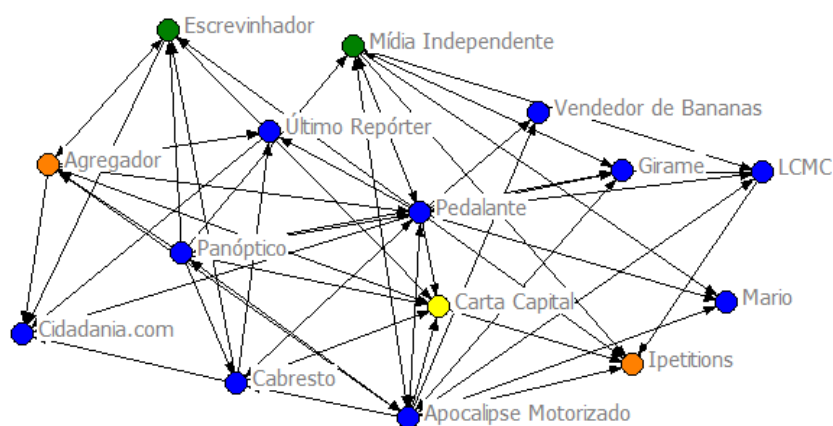 Escrevinhador
Mídia Independente
Vendedor de Bananas
Último Repórter
Agregador
Girame
LCMC
Pedalante
Panóptico
Carta Capital
Mario
Cidadania.com
Ipetitions
Cabresto
Apocalipse Motorizado